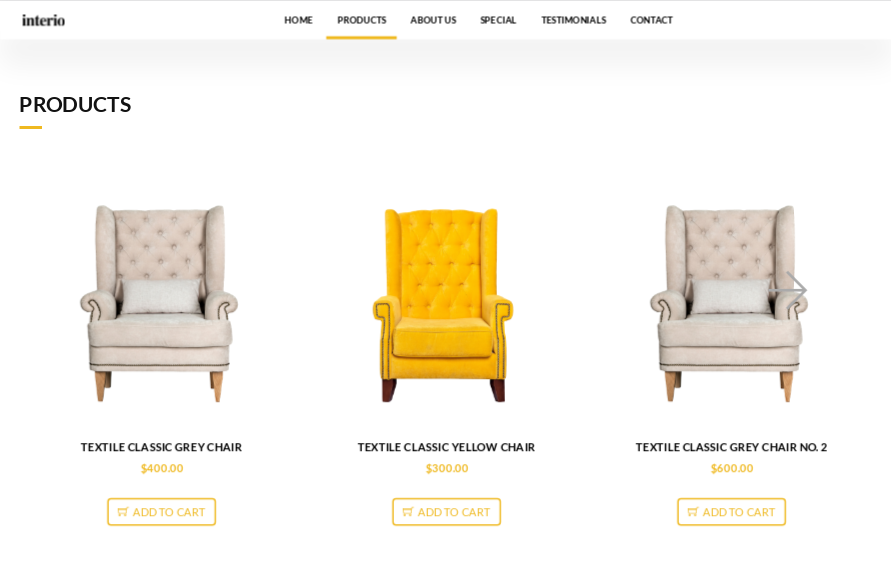 interio
HOME PRODUCTS ABOUT US SPECIAL TESTIMONIALS CONTACT
PRODUCTS
TEXTILE CLASSIC GREY CHAIR
$400.00
ADD TO CART
TEXTILE CLASSIC YELLOW CHAIR
$300.00
ADD TO CART
TEXTILE CLASSIC GREY CHAIR NO. 2
$600.00
ADD TO CART